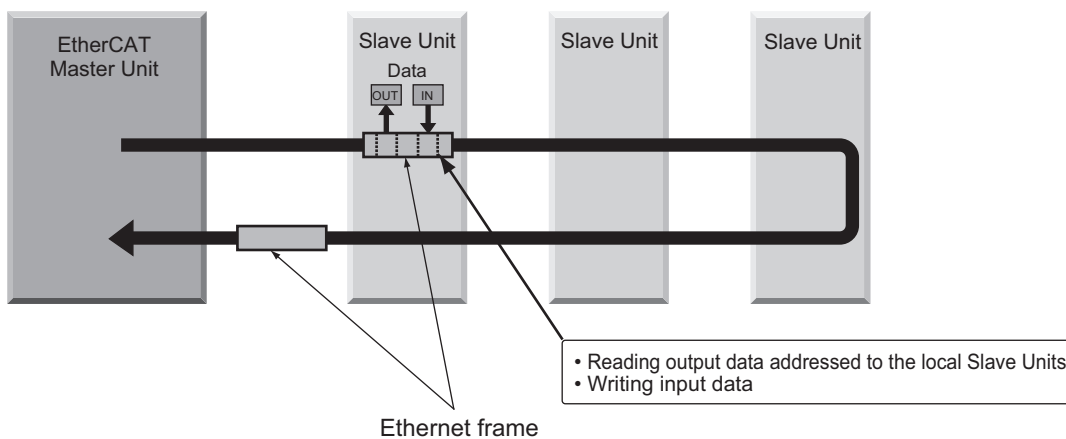 EtherCAT
Master Unit
Slave Unit
Data
OUT
IN
Slave Unit
Slave Unit
• Reading output data addressed to the local Slave Units
• Writing input data
Ethernet frame